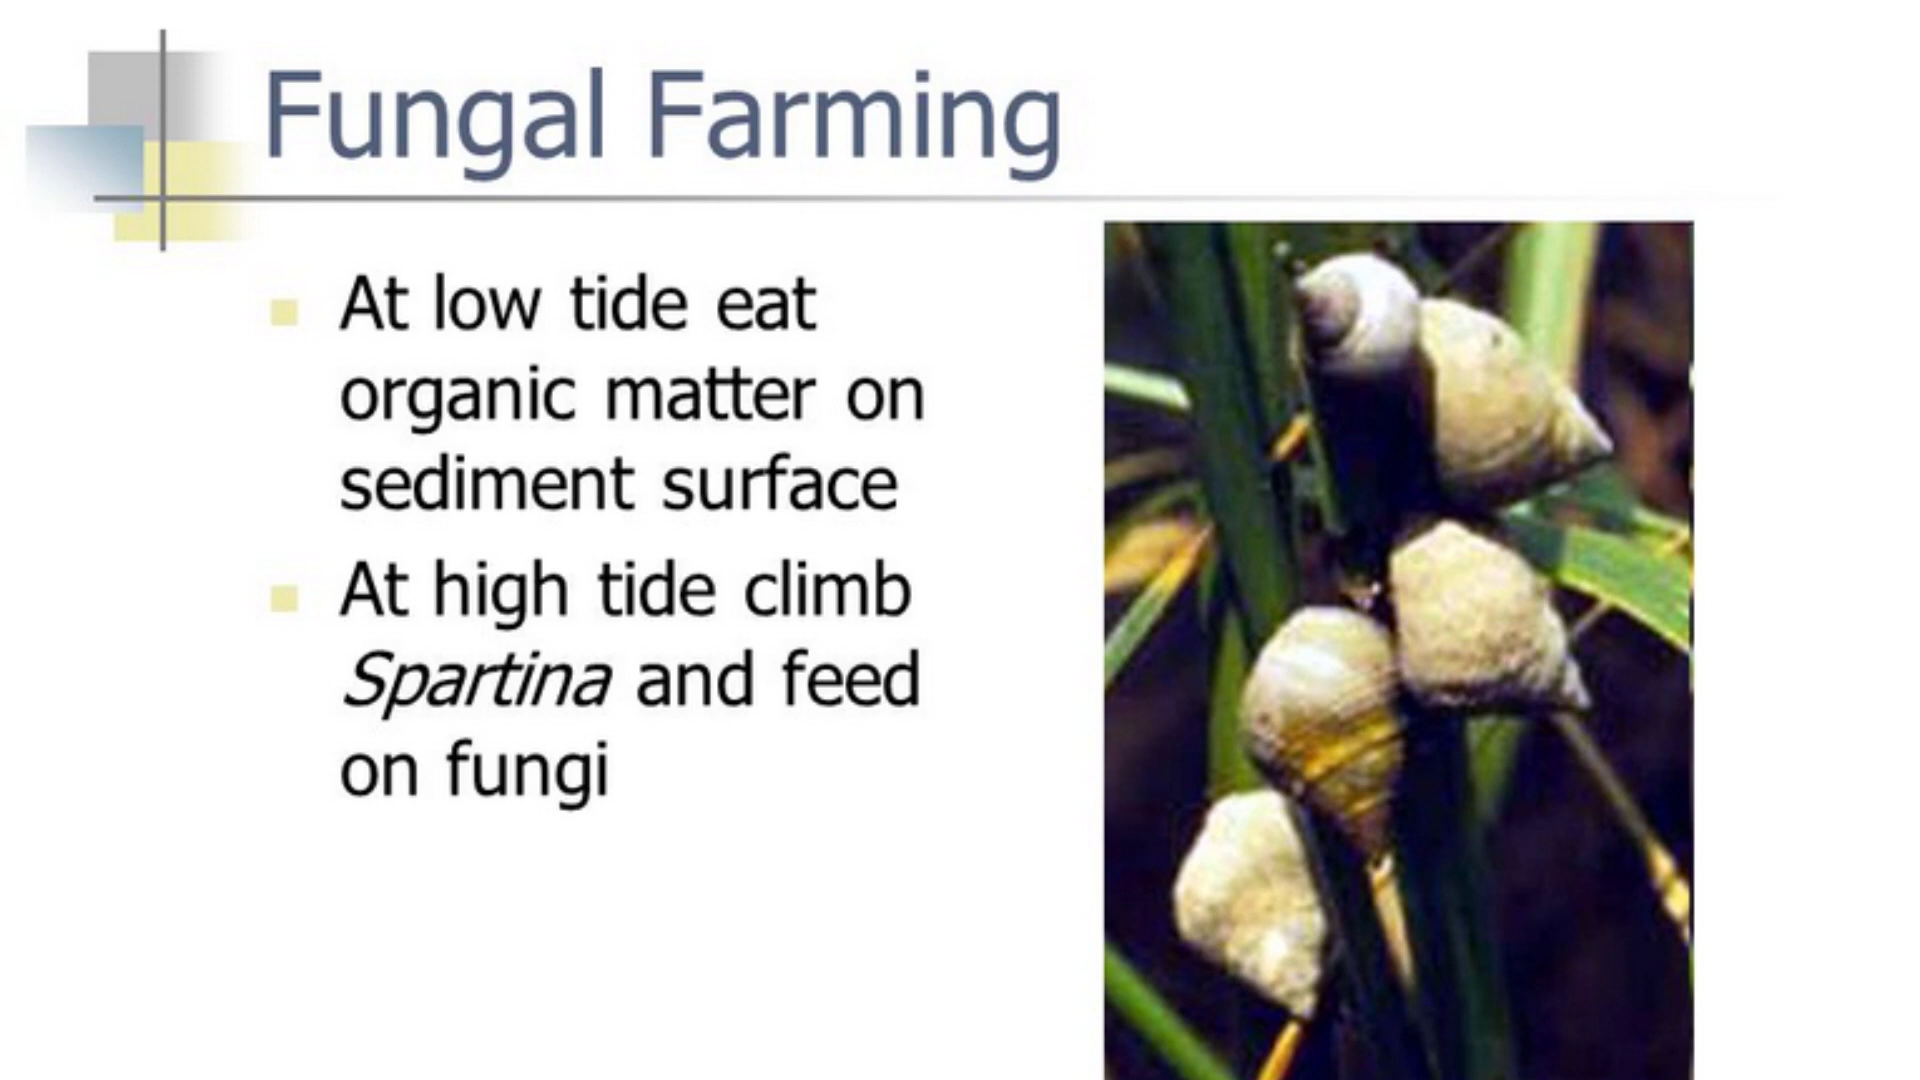 Fungal Farming
At low tide eat
organic matter on
sediment surface
At high tide climb
Spartina and feed
on fungi